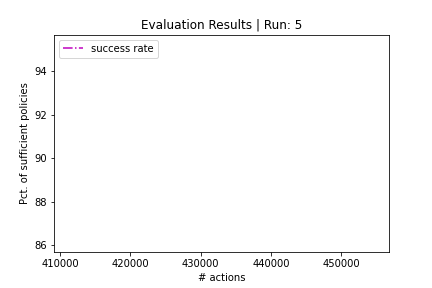 Evaluation Results | Run: 5
success rate
Pct. of sufficient policies
94
92
90
88
86
410000 420000 430000 440000 450000
# actions